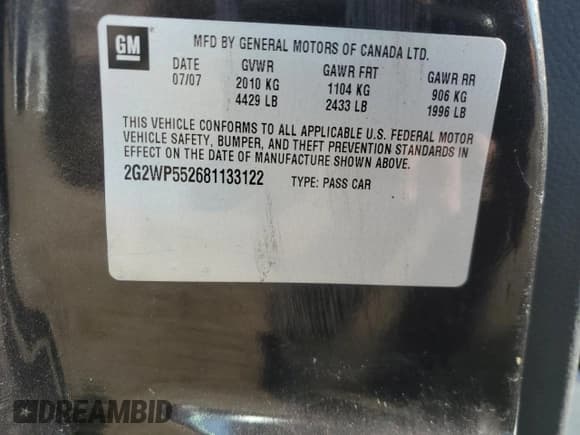 GM
MFD BY GENERAL MOTORS OF CANADA LTD.
DATE GVWR GAWR FRT GAWR RR
07/07 2010 KG 1104 KG 906 KG
4429 LB 2433 LB 1996 LB
THIS VEHICLE CONFORMS TO ALL APPLICABLE U.S. FEDERAL MOTOR
VEHICLE SAFETY, BUMPER, AND THEFT PREVENTION STANDARDS IN
EFFECT ON THE DATE OF MANUFACTURE SHOWN ABOVE.
2G2WP552681133122 TYPE: PASS CAR
DREAMBID